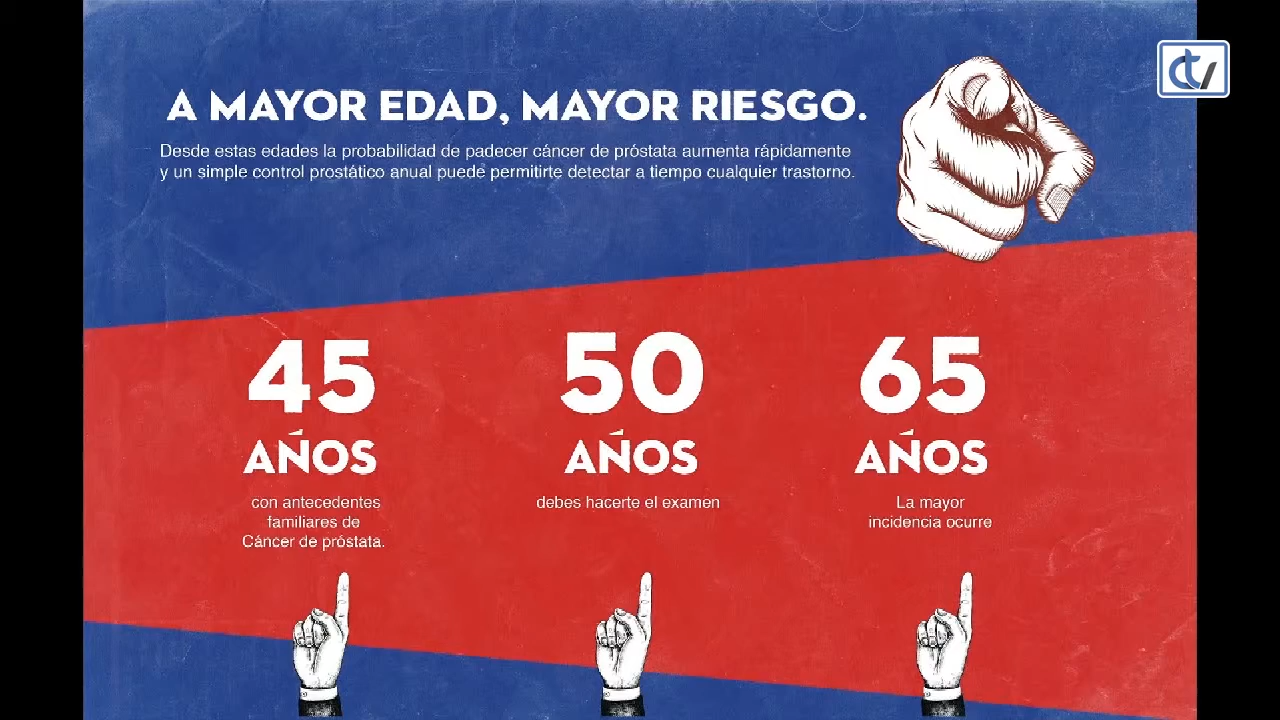 A MAYOR EDAD, MAYOR RIESGO.
Desde estas edades la probabilidad de padecer cáncer de próstata aumenta rápidamente
y un simple control prostático anual puede permitirte detectar a tiempo cualquier trastorno.
45
AÑOS
con antecedentes
familiares de
Cáncer de próstata.
50
AÑOS
debes hacerte el examen
65
AÑOS
La mayor
incidencia ocurre
ctv